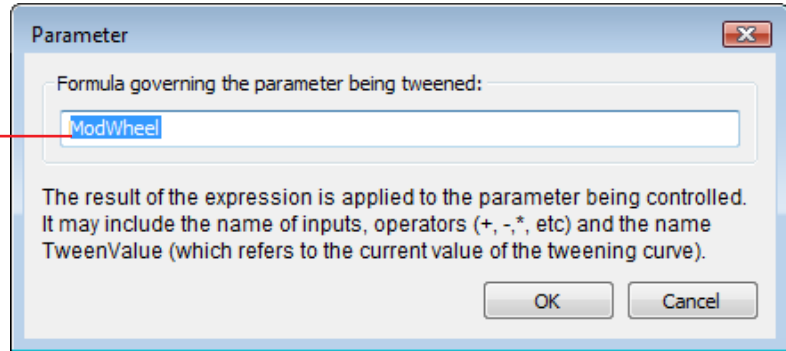 Parameter
Formula governing the parameter being tweened:
ModWheel
The result of the expression is applied to the parameter being controlled.
It may include the name of inputs, operators (+, -,*, etc) and the name
TweenValue (which refers to the current value of the tweening curve).
OK
Cancel